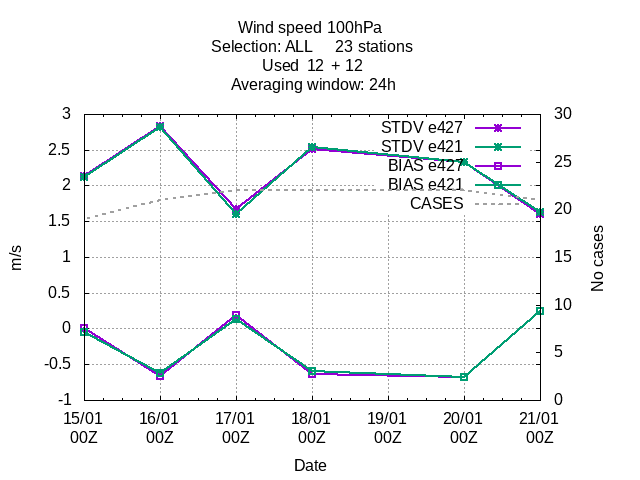 Wind speed 100hPa
Selection: ALL 23 stations
Used 12 + 12
Averaging window: 24h
3
2.5
2
1.5
1
0.5
0
-0.5
-1
30
25
20
15
10
5
0
STDV e427
STDV e421
BIAS e427
BIAS e421
CASES
m/s
No cases
15/01 16/01 17/01 18/01 19/01 20/01 21/01
00Z 00Z 00Z 00Z 00Z 00Z 00Z
Date